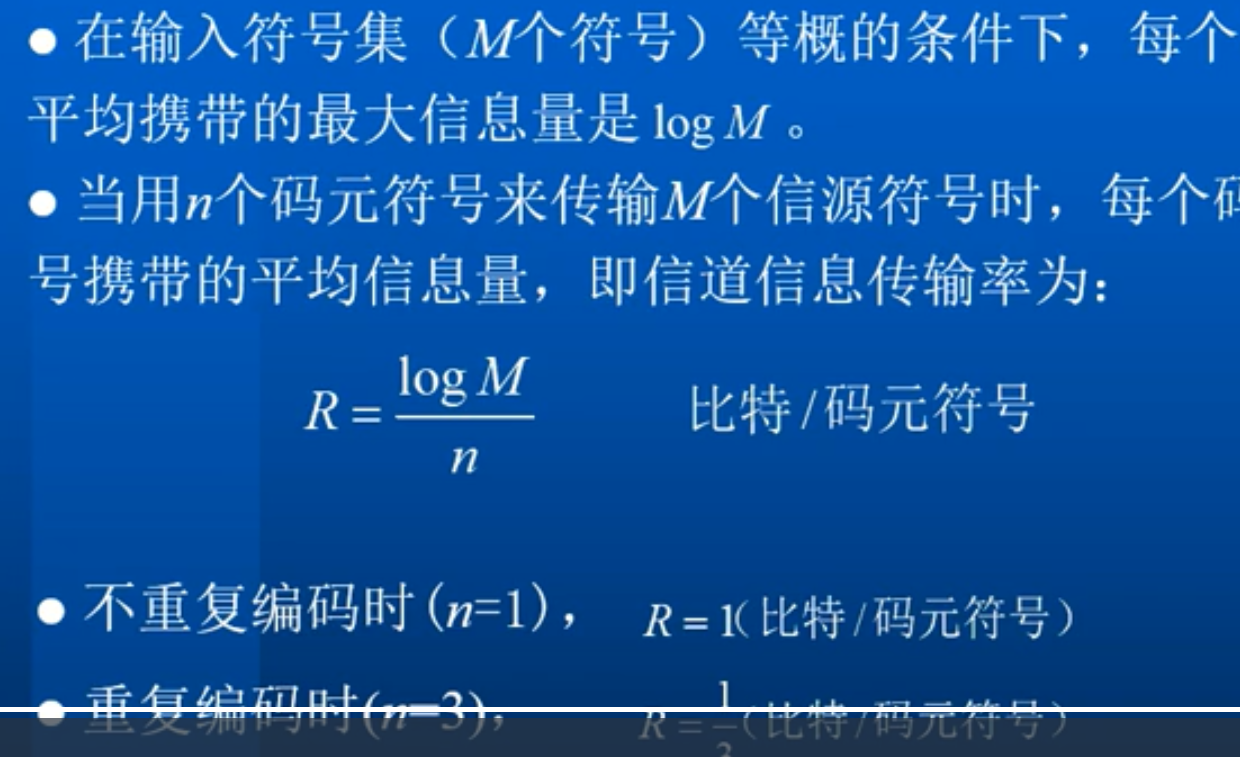 ● 在输入符号集（M个符号）等概的条件下，每个
平均携带的最大信息量是 log M 。
● 当用n个码元符号来传输M个信源符号时，每个码
号携带的平均信息量，即信道信息传输率为：
R = log M / n 比特/码元符号
● 不重复编码时(n=1)， R = 1(比特/码元符号)
● 重复编码时(n=3)， R = 1/3 (比特/码元符号)